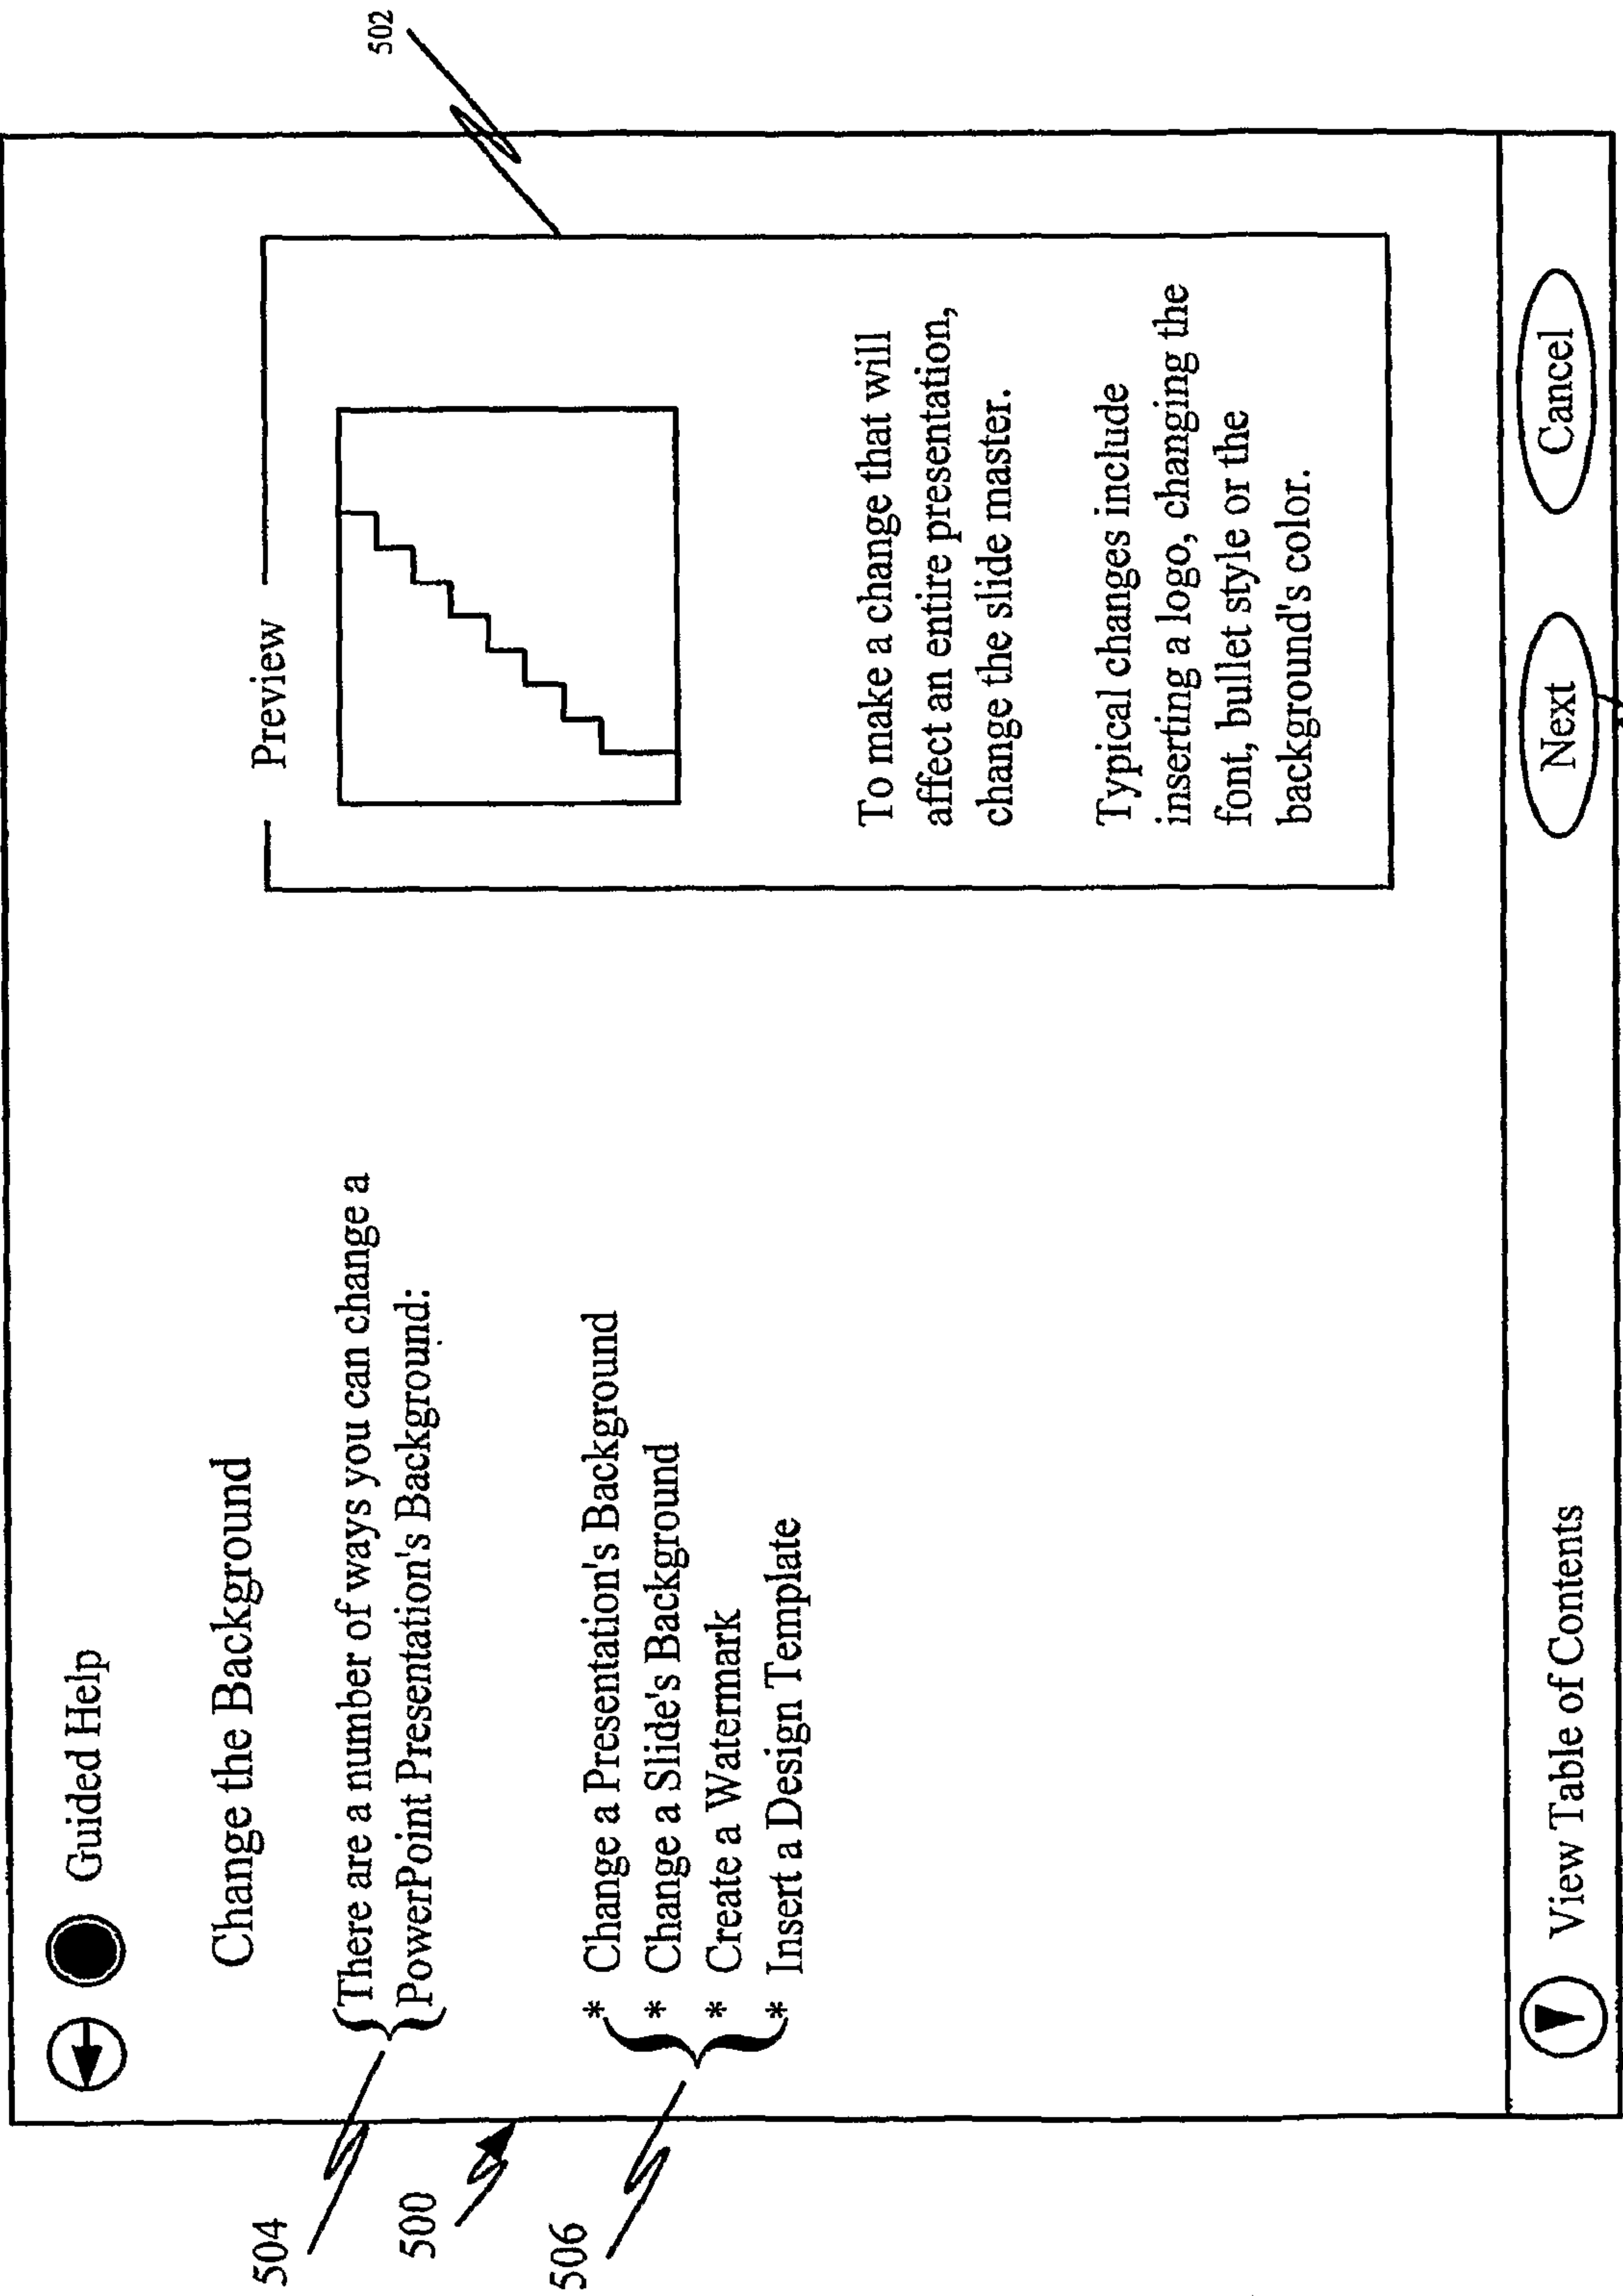 Guided Help
Change the Background
504
There are a number of ways you can change a
PowerPoint Presentation's Background:
500
506
* Change a Presentation's Background
* Change a Slide's Background
* Create a Watermark
* Insert a Design Template
502
Preview
To make a change that will
affect an entire presentation,
change the slide master.
Typical changes include
inserting a logo, changing the
font, bullet style or the
background's color.
View Table of Contents
Next
Cancel